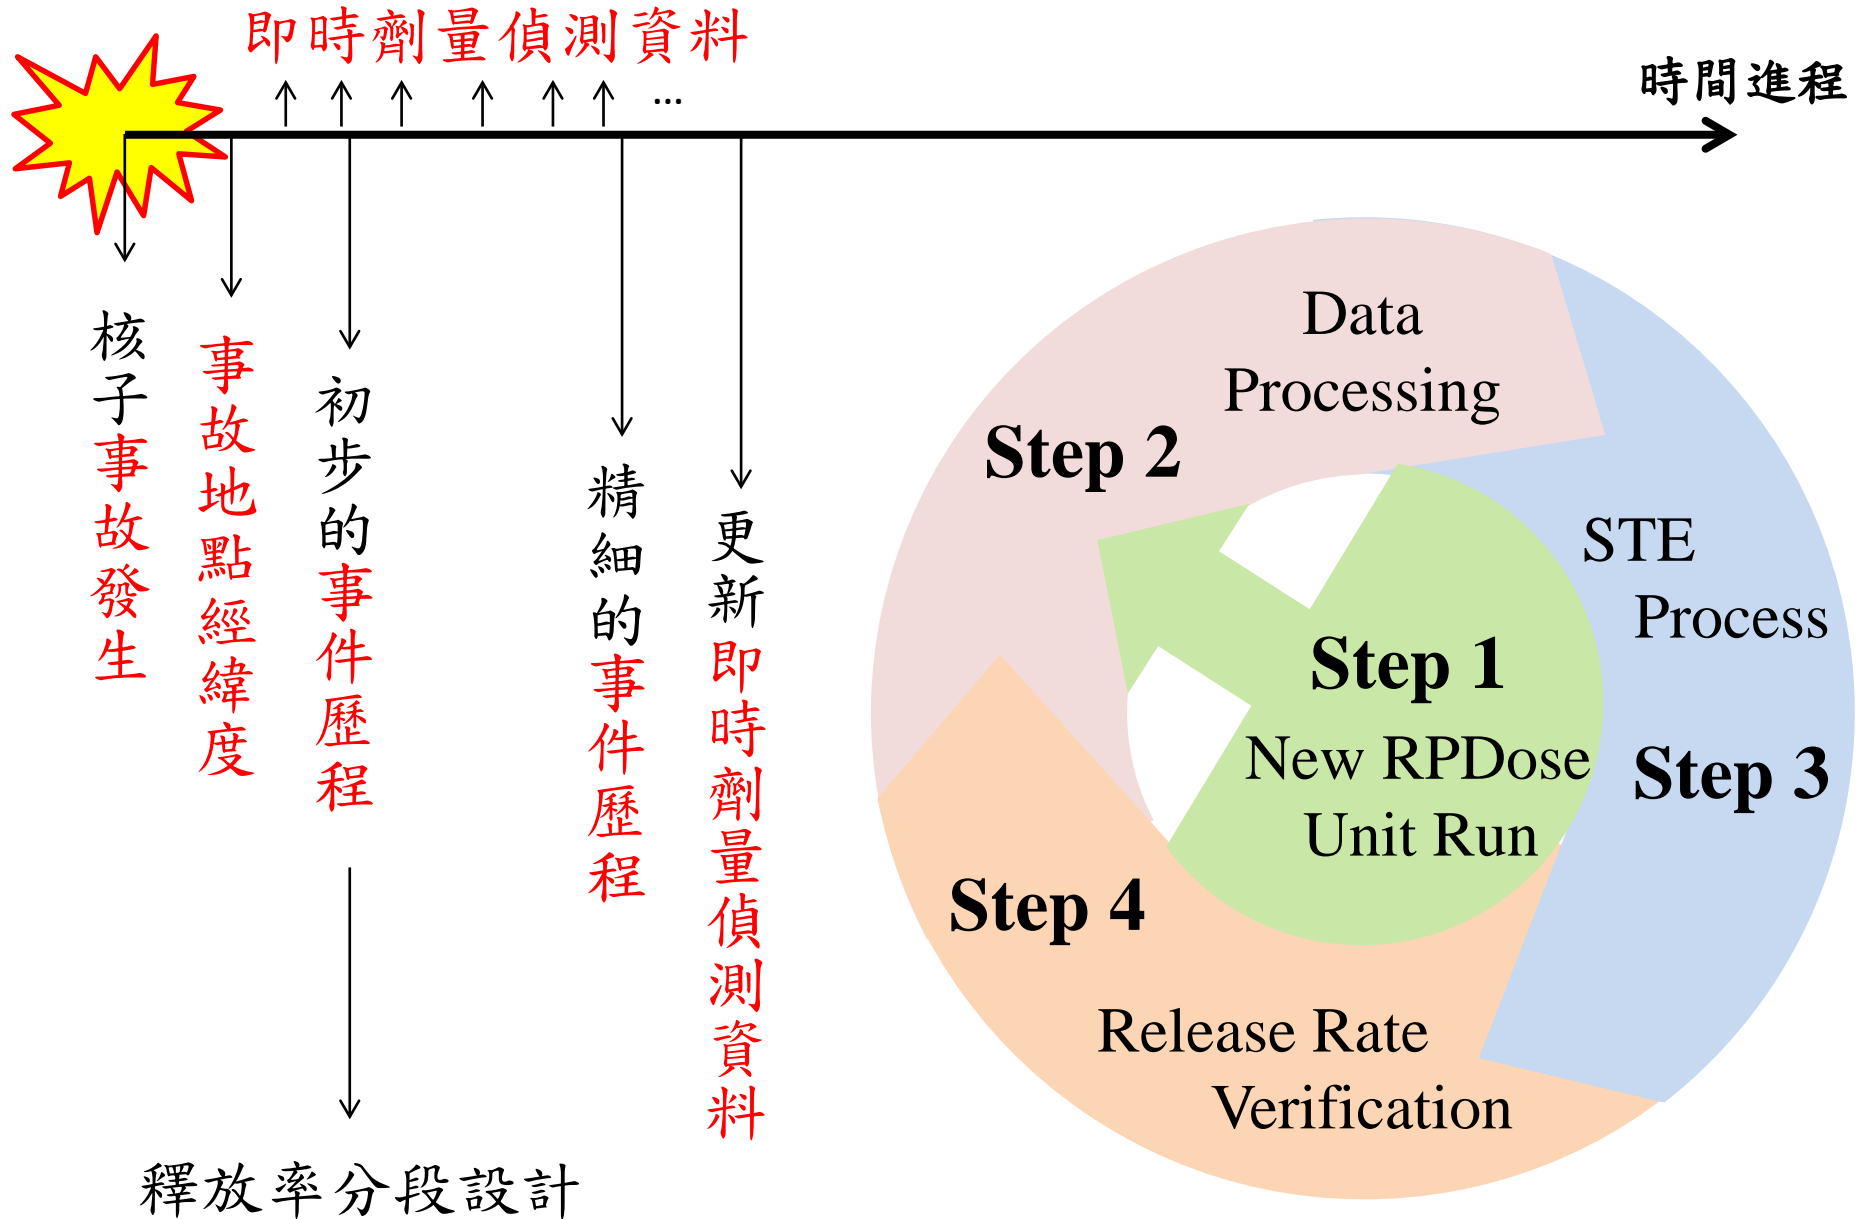 即時劑量偵測資料
...
時間進程
核子事故發生
事故地點經緯度
初步的事件歷程
精細的事件歷程
更新即時劑量偵測資料
釋放率分段設計
Data
Processing
Step 2
STE
Process
Step 1
New RPDose
Unit Run
Step 3
Step 4
Release Rate
Verification